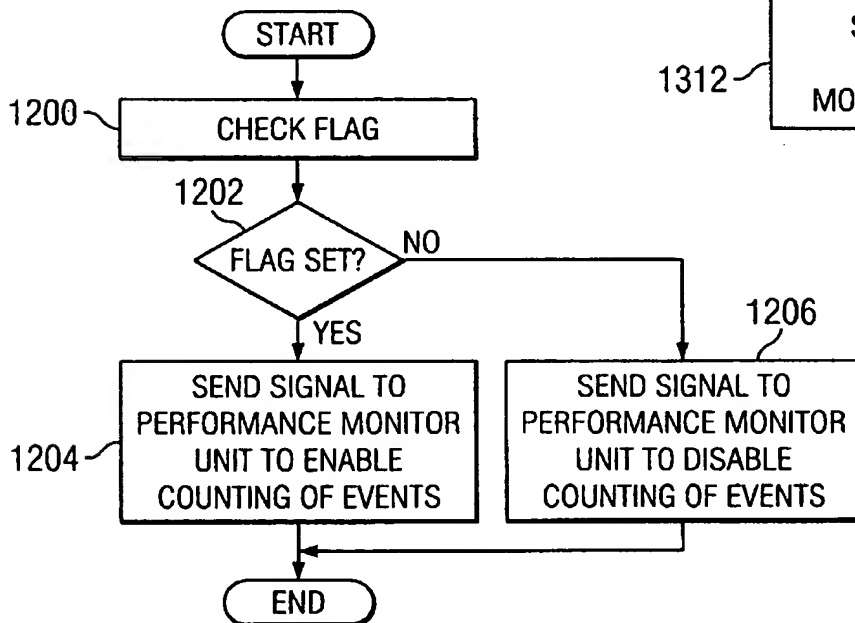 START
1200
CHECK FLAG
1202
FLAG SET?
NO
YES
1204
SEND SIGNAL TO
PERFORMANCE MONITOR
UNIT TO ENABLE
COUNTING OF EVENTS
1206
SEND SIGNAL TO
PERFORMANCE MONITOR
UNIT TO DISABLE
COUNTING OF EVENTS
END
1312